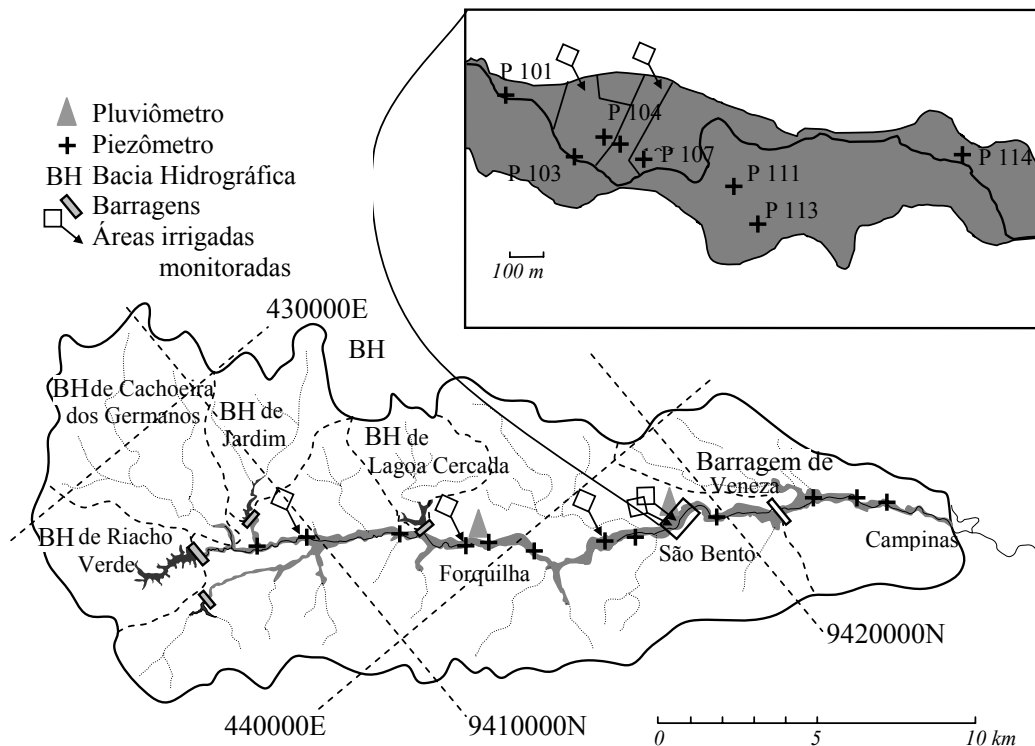 P 101
P 104
P 103
P 107
P 111
P 113
P 114
100 m
Pluviômetro
Piezômetro
BH Bacia Hidrográfica
Barragens
Áreas irrigadas
monitoradas
430000E
BH
BH de Cachoeira
dos Germanos
BH de
Jardim
BH de
Lagoa Cercada
Barragem de
Veneza
BH de Riacho
Verde
Forquilha
São Bento
Campinas
9420000N
440000E
9410000N
0 5 10 km